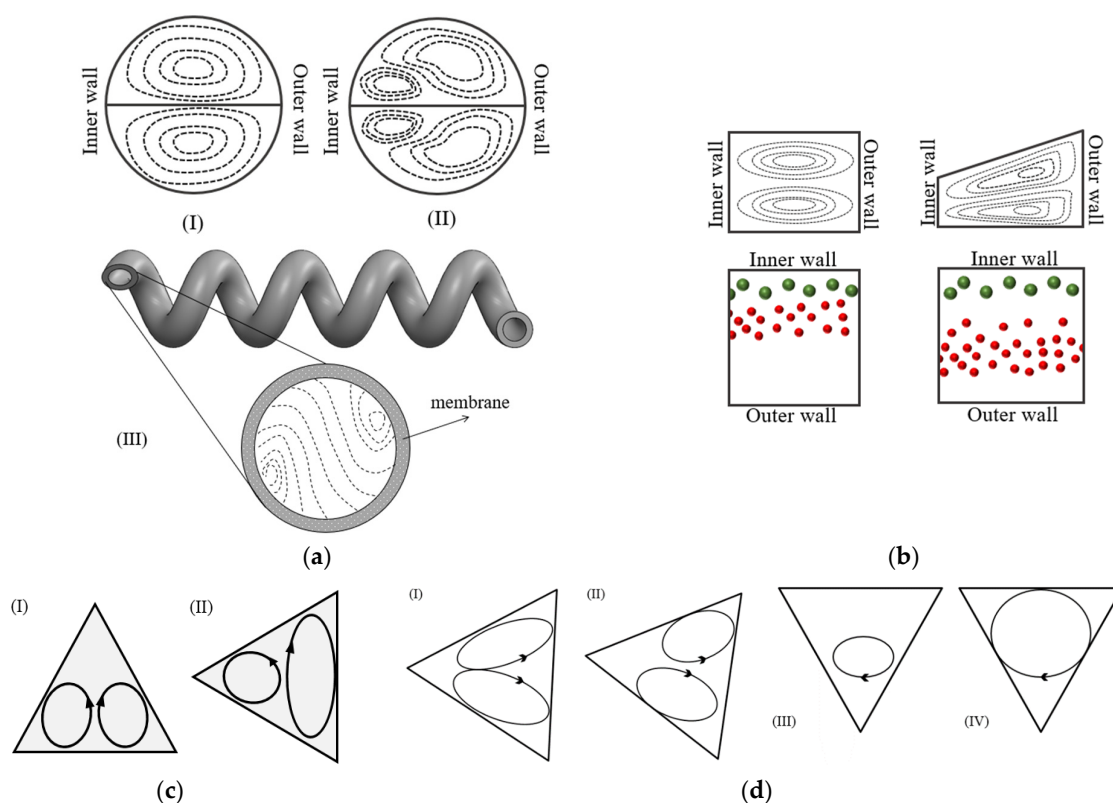 Inner wall
Outer wall
Inner wall
Outer wall
(I)
(II)
membrane
(III)
(a)
Inner wall
Outer wall
Inner wall
Outer wall
Inner wall
Inner wall
Outer wall
Outer wall
(b)
(I)
(II)
(c)
(I)
(II)
(III)
(IV)
(d)